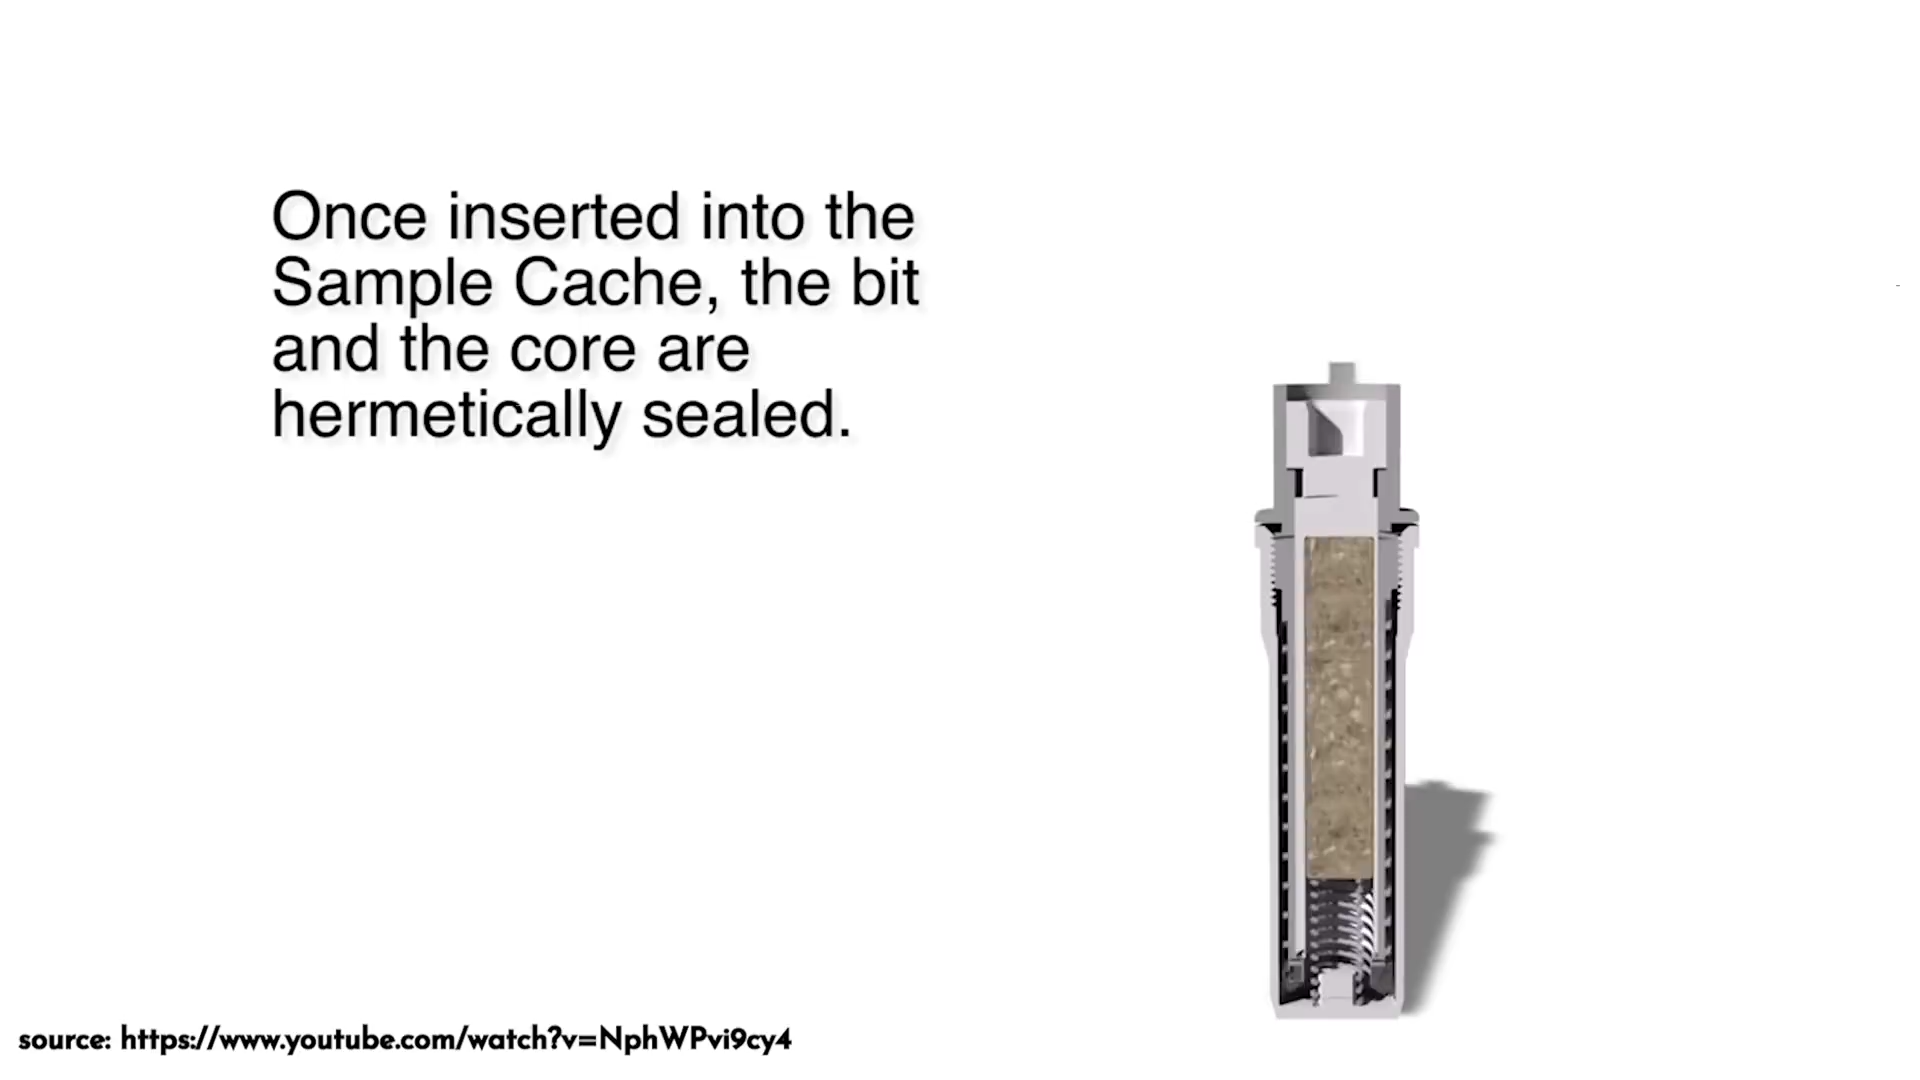 Once inserted into the
Sample Cache, the bit
and the core are
hermetically sealed.
source: https://www.youtube.com/watch?v=NphWPvi9cy4